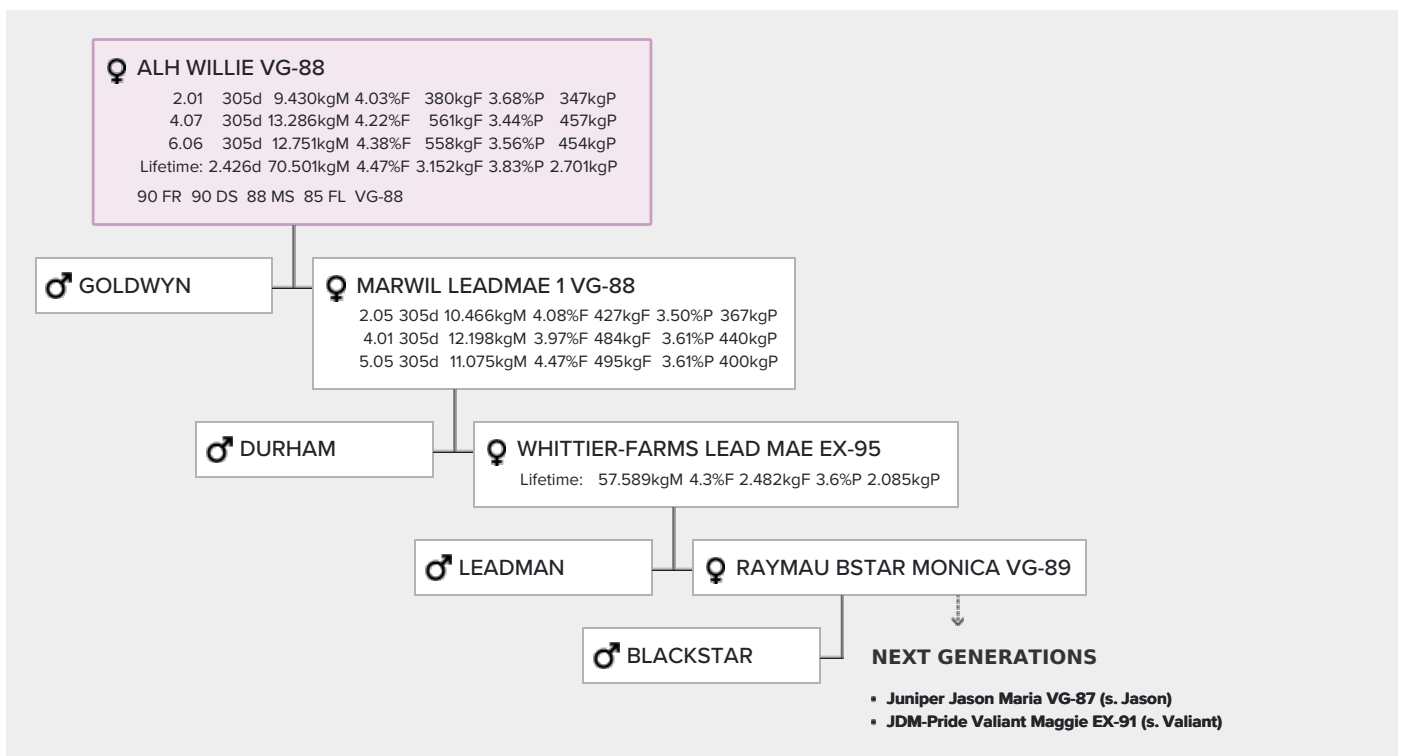 ALH WILLIE VG-88
2.01 305d 9.430kgM 4.03%F 380kgF 3.68%P 347kgP
4.07 305d 13.286kgM 4.22%F 561kgF 3.44%P 457kgP
6.06 305d 12.751kgM 4.38%F 558kgF 3.56%P 454kgP
Lifetime: 2.426d 70.501kgM 4.47%F 3.152kgF 3.83%P 2.701kgP
90 FR 90 DS 88 MS 85 FL VG-88
GOLDWYN
MARWIL LEADMAE 1 VG-88
2.05 305d 10.466kgM 4.08%F 427kgF 3.50%P 367kgP
4.01 305d 12.198kgM 3.97%F 484kgF 3.61%P 440kgP
5.05 305d 11.075kgM 4.47%F 495kgF 3.61%P 400kgP
DURHAM
WHITTIER-FARMS LEAD MAE EX-95
Lifetime: 57.589kgM 4.3%F 2.482kgF 3.6%P 2.085kgP
LEADMAN
RAYMAU BSTAR MONICA VG-89
BLACKSTAR
NEXT GENERATIONS
• Juniper Jason Maria VG-87 (s. Jason)
• JDM-Pride Valiant Maggie EX-91 (s. Valiant)